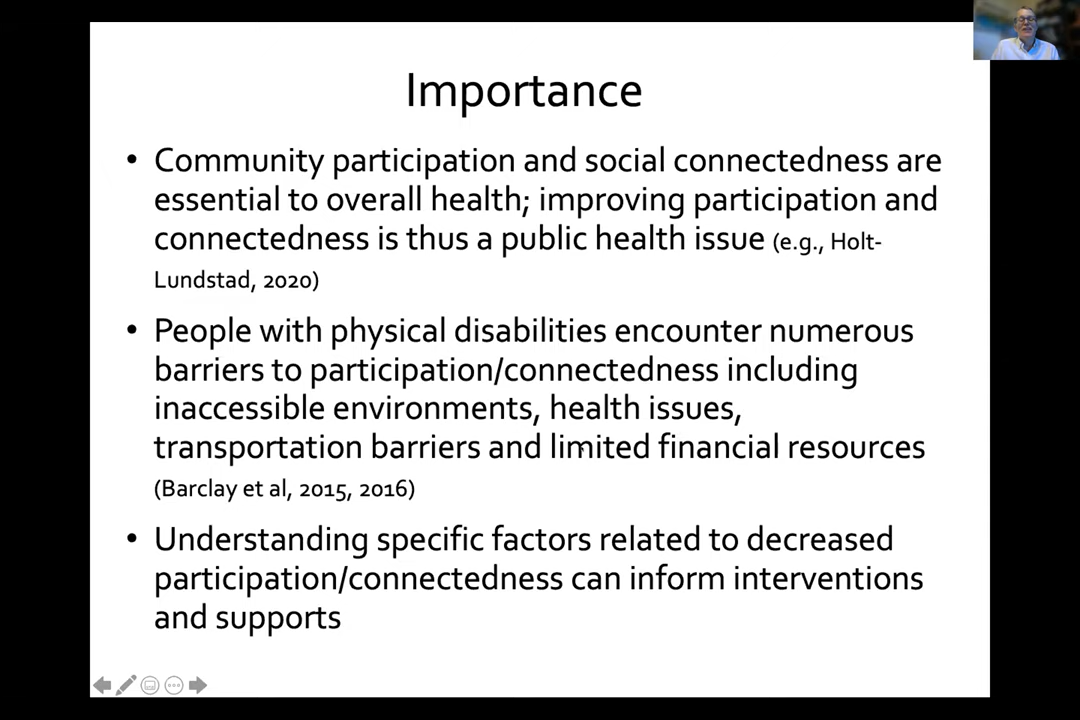 Importance
• Community participation and social connectedness are
essential to overall health; improving participation and
connectedness is thus a public health issue (e.g., Holt-
Lundstad, 2020)
• People with physical disabilities encounter numerous
barriers to participation/connectedness including
inaccessible environments, health issues,
transportation barriers and limited financial resources
(Barclay et al, 2015, 2016)
• Understanding specific factors related to decreased
participation/connectedness can inform interventions
and supports